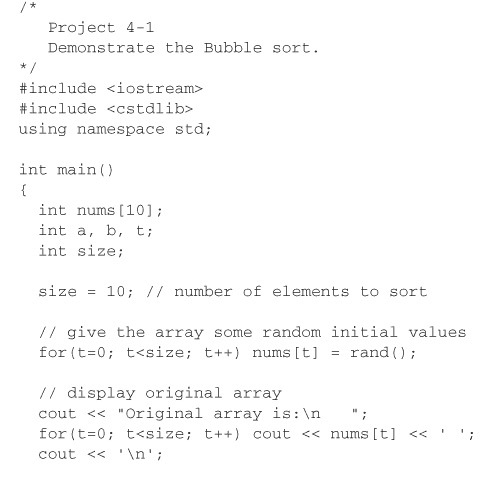 /*
   Project 4-1
   Demonstrate the Bubble sort.
*/
#include <iostream>
#include <cstdlib>
using namespace std;

int main()
{
  int nums[10];
  int a, b, t;
  int size;

  size = 10; // number of elements to sort

  // give the array some random initial values
  for(t=0; t<size; t++) nums[t] = rand();

  // display original array
  cout << "Original array is:\n   ";
  for(t=0; t<size; t++) cout << nums[t] << ' ';
  cout << '\n';